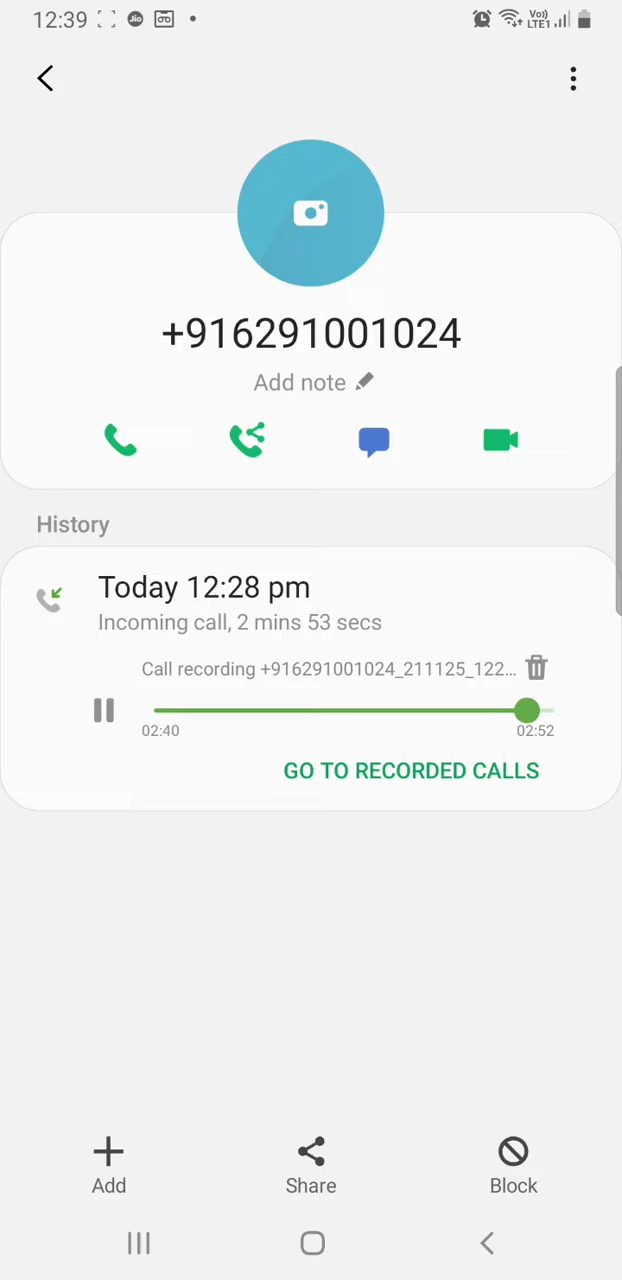 12:39 Jio Vo) LTE1
+916291001024
Add note
History
Today 12:28 pm
Incoming call, 2 mins 53 secs
Call recording +916291001024_211125_122...
02:40 02:52
GO TO RECORDED CALLS
Add Share Block